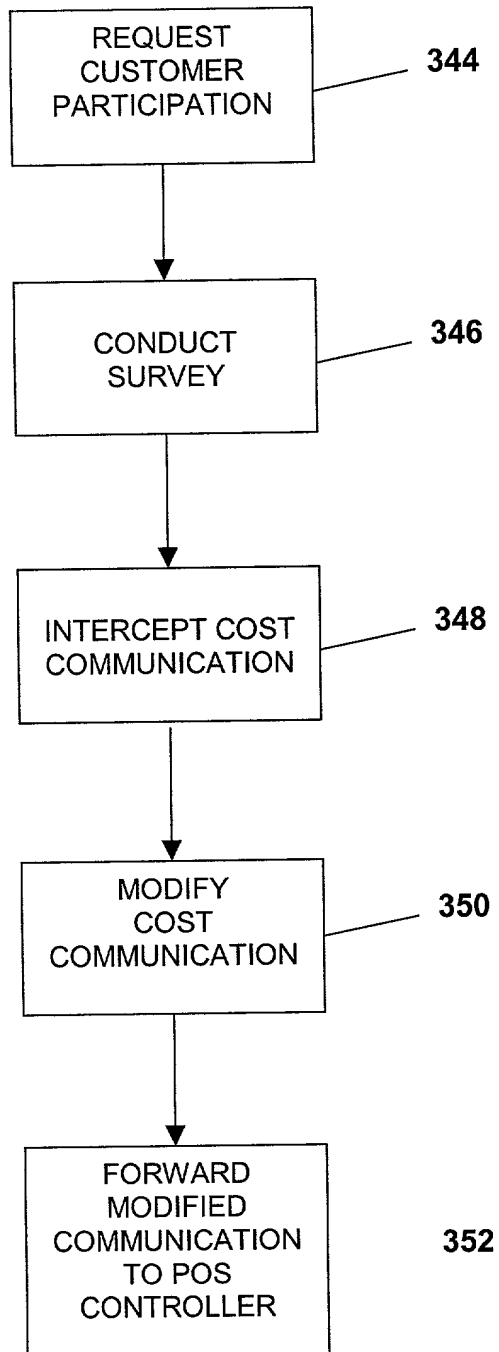 REQUEST
CUSTOMER
PARTICIPATION
344
CONDUCT
SURVEY
346
INTERCEPT COST
COMMUNICATION
348
MODIFY
COST
COMMUNICATION
350
FORWARD
MODIFIED
COMMUNICATION
TO POS
CONTROLLER
352